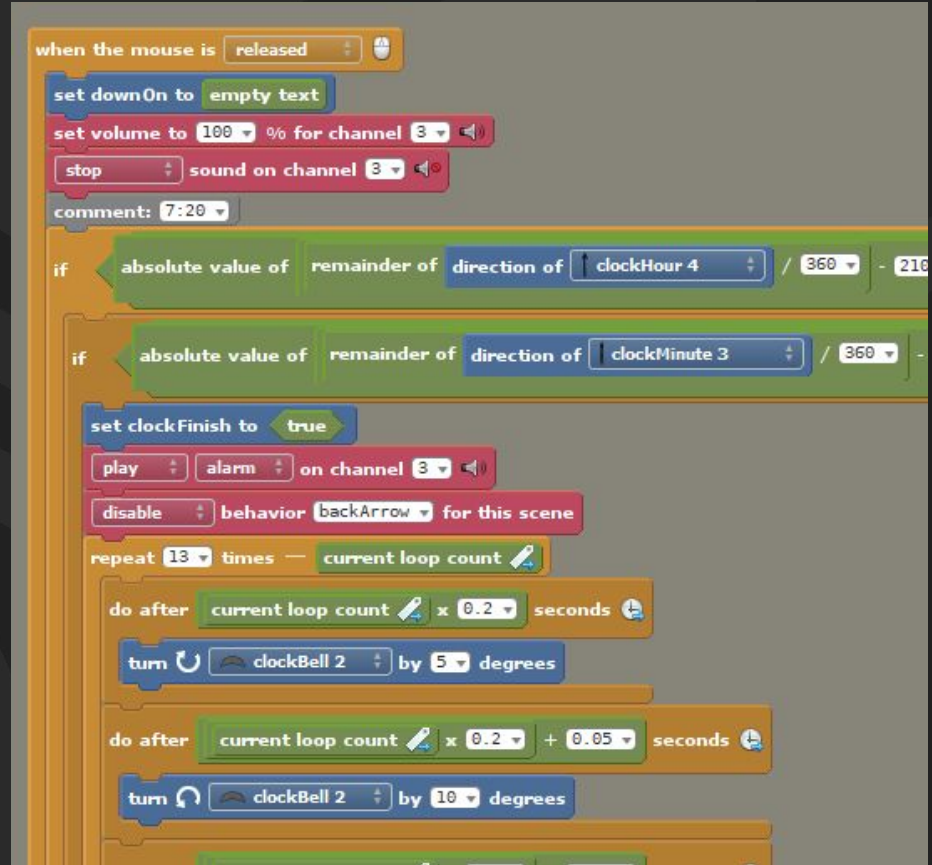 when the mouse is released
set downOn to empty text
set volume to 100 % for channel 3
stop sound on channel 3
comment: 7:20
if absolute value of remainder of direction of clockHour 4 / 360 - 210
if absolute value of remainder of direction of clockMinute 3 / 360 -
set clockFinish to true
play alarm on channel 3
disable behavior backArrow for this scene
repeat 13 times — current loop count
do after current loop count x 0.2 seconds
turn clockBell 2 by 5 degrees
do after current loop count x 0.2 + 0.05 seconds
turn clockBell 2 by 10 degrees